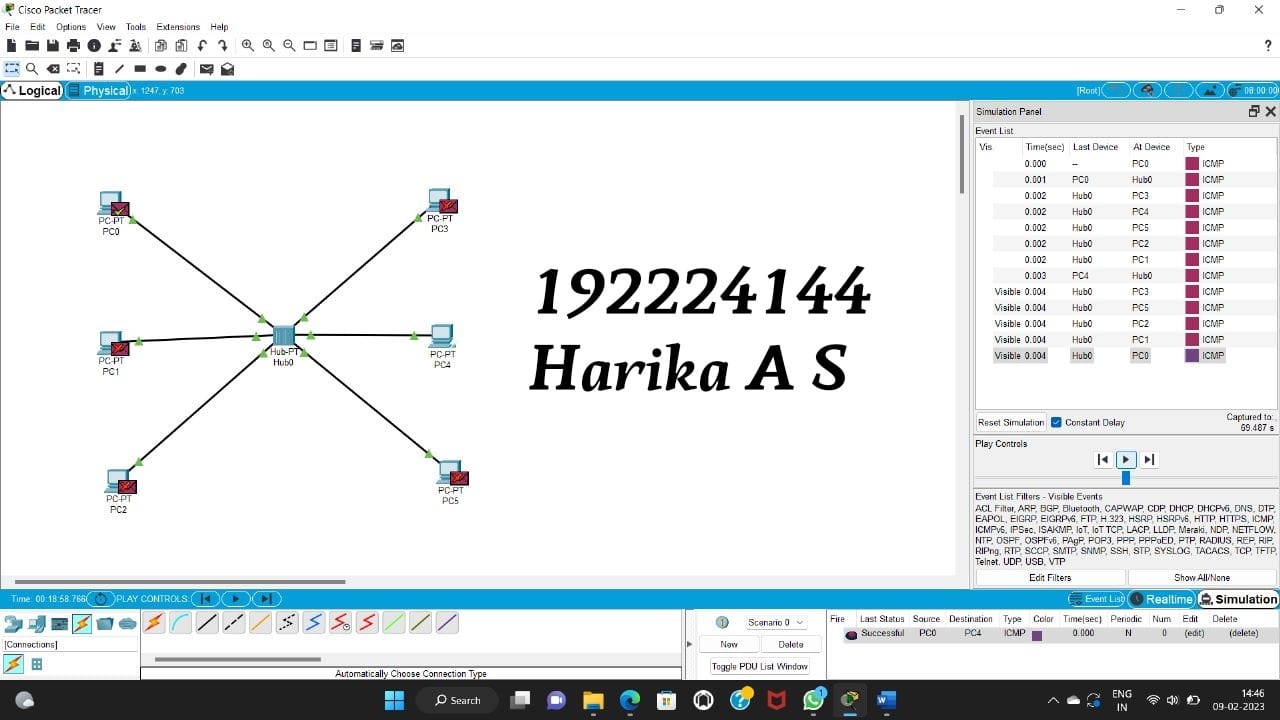 Cisco Packet Tracer
File Edit Options View Tools Extensions Help
?
Logical Physical x: 1247, y: 703 [Root] 08:00:00
PC-PT
PC0
PC-PT
PC3
PC-PT
PC1
Hub-PT
Hub0
PC-PT
PC4
PC-PT
PC2
PC-PT
PC5
192224144
Harika A S
Simulation Panel
Event List
Vis. Time(sec) Last Device At Device Type
0.000 -- PC0 ICMP
0.001 PC0 Hub0 ICMP
0.002 Hub0 PC3 ICMP
0.002 Hub0 PC4 ICMP
0.002 Hub0 PC5 ICMP
0.002 Hub0 PC2 ICMP
0.002 Hub0 PC1 ICMP
0.003 PC4 Hub0 ICMP
Visible 0.004 Hub0 PC3 ICMP
Visible 0.004 Hub0 PC5 ICMP
Visible 0.004 Hub0 PC2 ICMP
Visible 0.004 Hub0 PC1 ICMP
Visible 0.004 Hub0 PC0 ICMP
Reset Simulation Constant Delay Captured to:
69.487 s
Play Controls
Event List Filters - Visible Events
ACL Filter, ARP, BGP, Bluetooth, CAPWAP, CDP, DHCP, DHCPv6, DNS, DTP,
EAPOL, EIGRP, EIGRPv6, FTP, H.323, HSRP, HSRPv6, HTTP, HTTPS, ICMP,
ICMPv6, IPSec, ISAKMP, IoT, IoT TCP, LACP, LLDP, Meraki, NDP, NETFLOW,
NTP, OSPF, OSPFv6, PAgP, POP3, PPP, PPPoED, PTP, RADIUS, REP, RIP,
RIPng, RTP, SCCP, SMTP, SNMP, SSH, STP, SYSLOG, TACACS, TCP, TFTP,
Telnet, UDP, USB, VTP
Edit Filters Show All/None
Time: 00:18:58.766 PLAY CONTROLS: Event List Realtime Simulation
[Connections]
Automatically Choose Connection Type
Scenario 0
New Delete
Toggle PDU List Window
Fire Last Status Source Destination Type Color Time(sec) Periodic Num Edit Delete
Successful PC0 PC4 ICMP 0.000 N 0 (edit) (delete)
Search
1
ENG
IN
14:46
09-02-2023